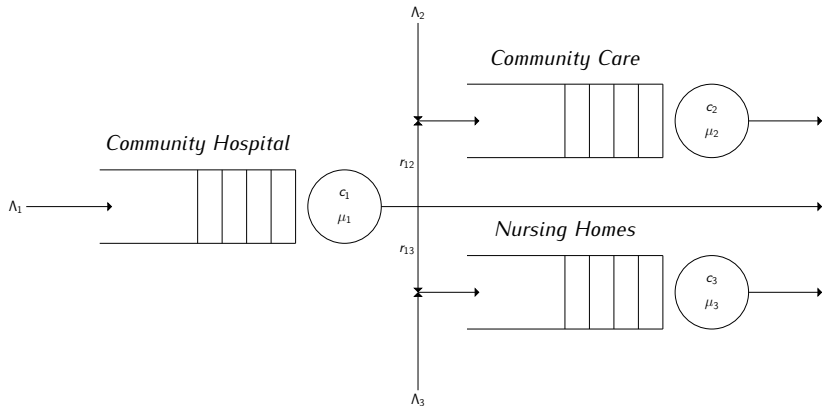 Λ₂
Community Care
c₂
μ₂
Community Hospital
r₁₂
Λ₁
c₁
μ₁
Nursing Homes
r₁₃
c₃
μ₃
Λ₃